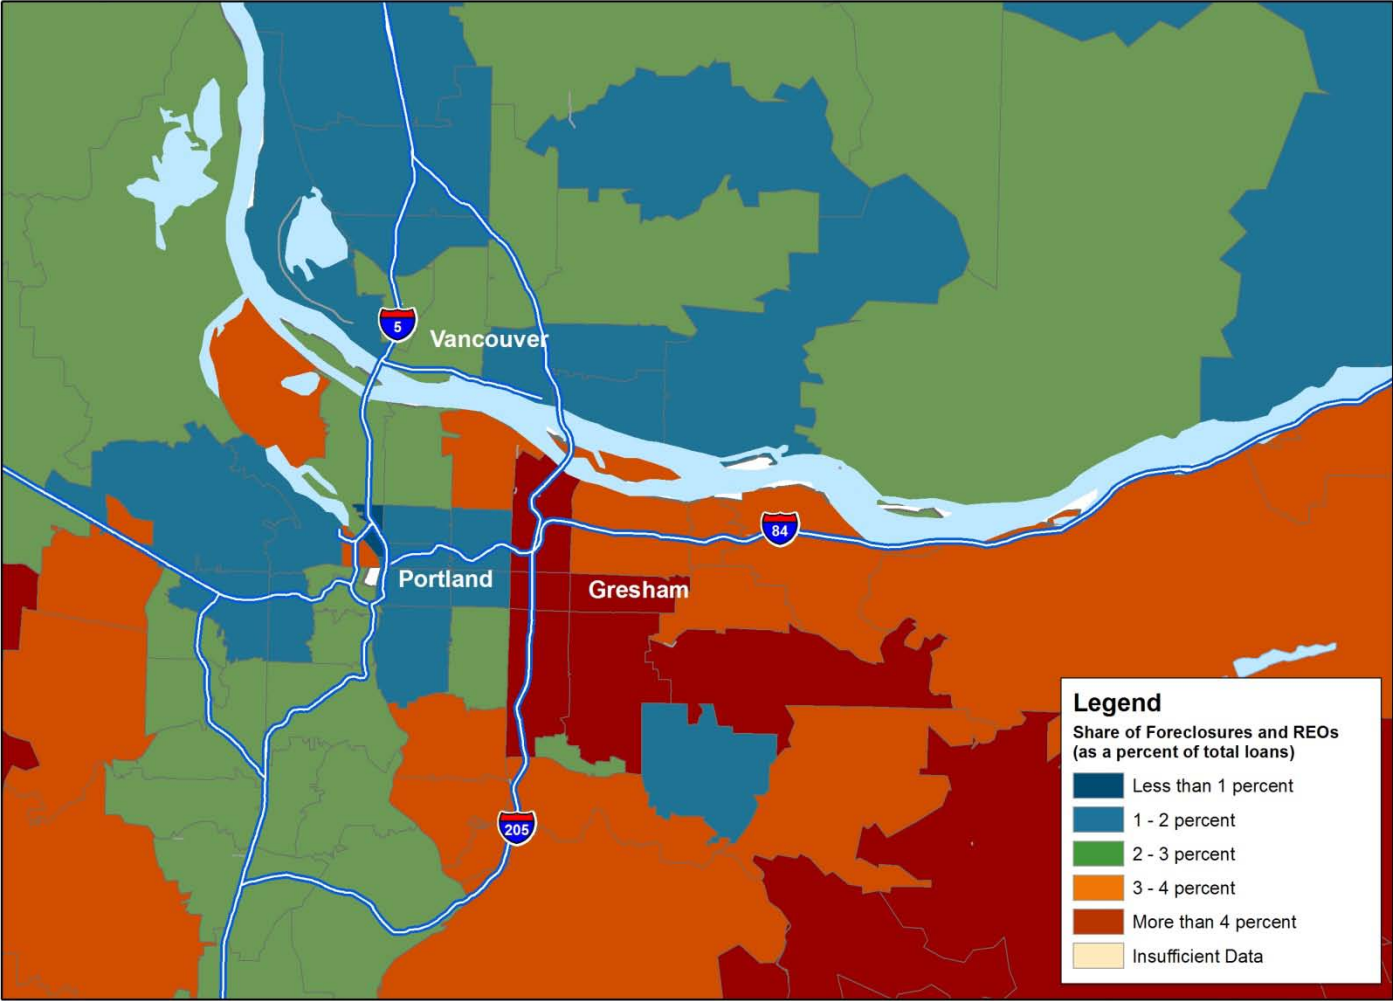 5
Vancouver
84
Portland
Gresham
205
Legend
Share of Foreclosures and REOs
(as a percent of total loans)
Less than 1 percent
1 - 2 percent
2 - 3 percent
3 - 4 percent
More than 4 percent
Insufficient Data